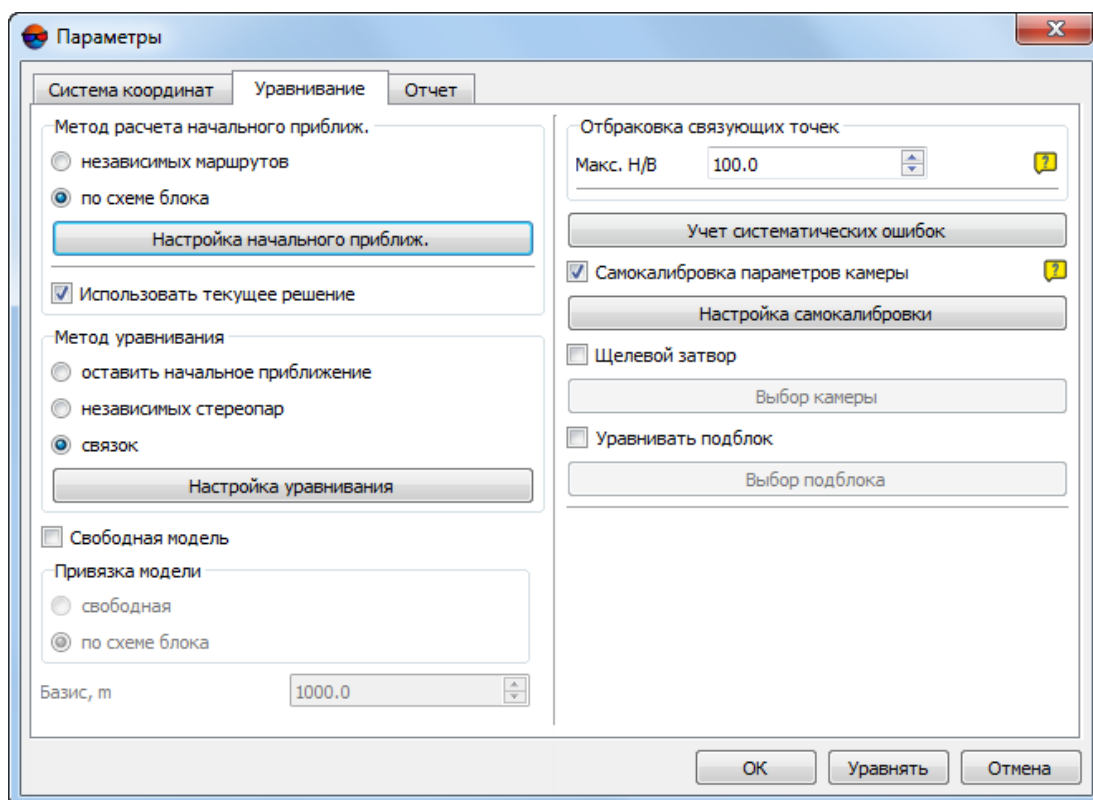 Параметры
Система координат
Уравнивание
Отчет
Метод расчета начального приближ.
независимых маршрутов
по схеме блока
Настройка начального приближ.
Использовать текущее решение
Метод уравнивания
оставить начальное приближение
независимых стереопар
связок
Настройка уравнивания
Свободная модель
Привязка модели
свободная
по схеме блока
Базис, m 1000.0
Отбраковка связующих точек
Макс. Н/В 100.0 ?
Учет систематических ошибок
Самокалибровка параметров камеры ?
Настройка самокалибровки
Щелевой затвор
Выбор камеры
Уравнивать подблок
Выбор подблока
OK
Уравнять
Отмена